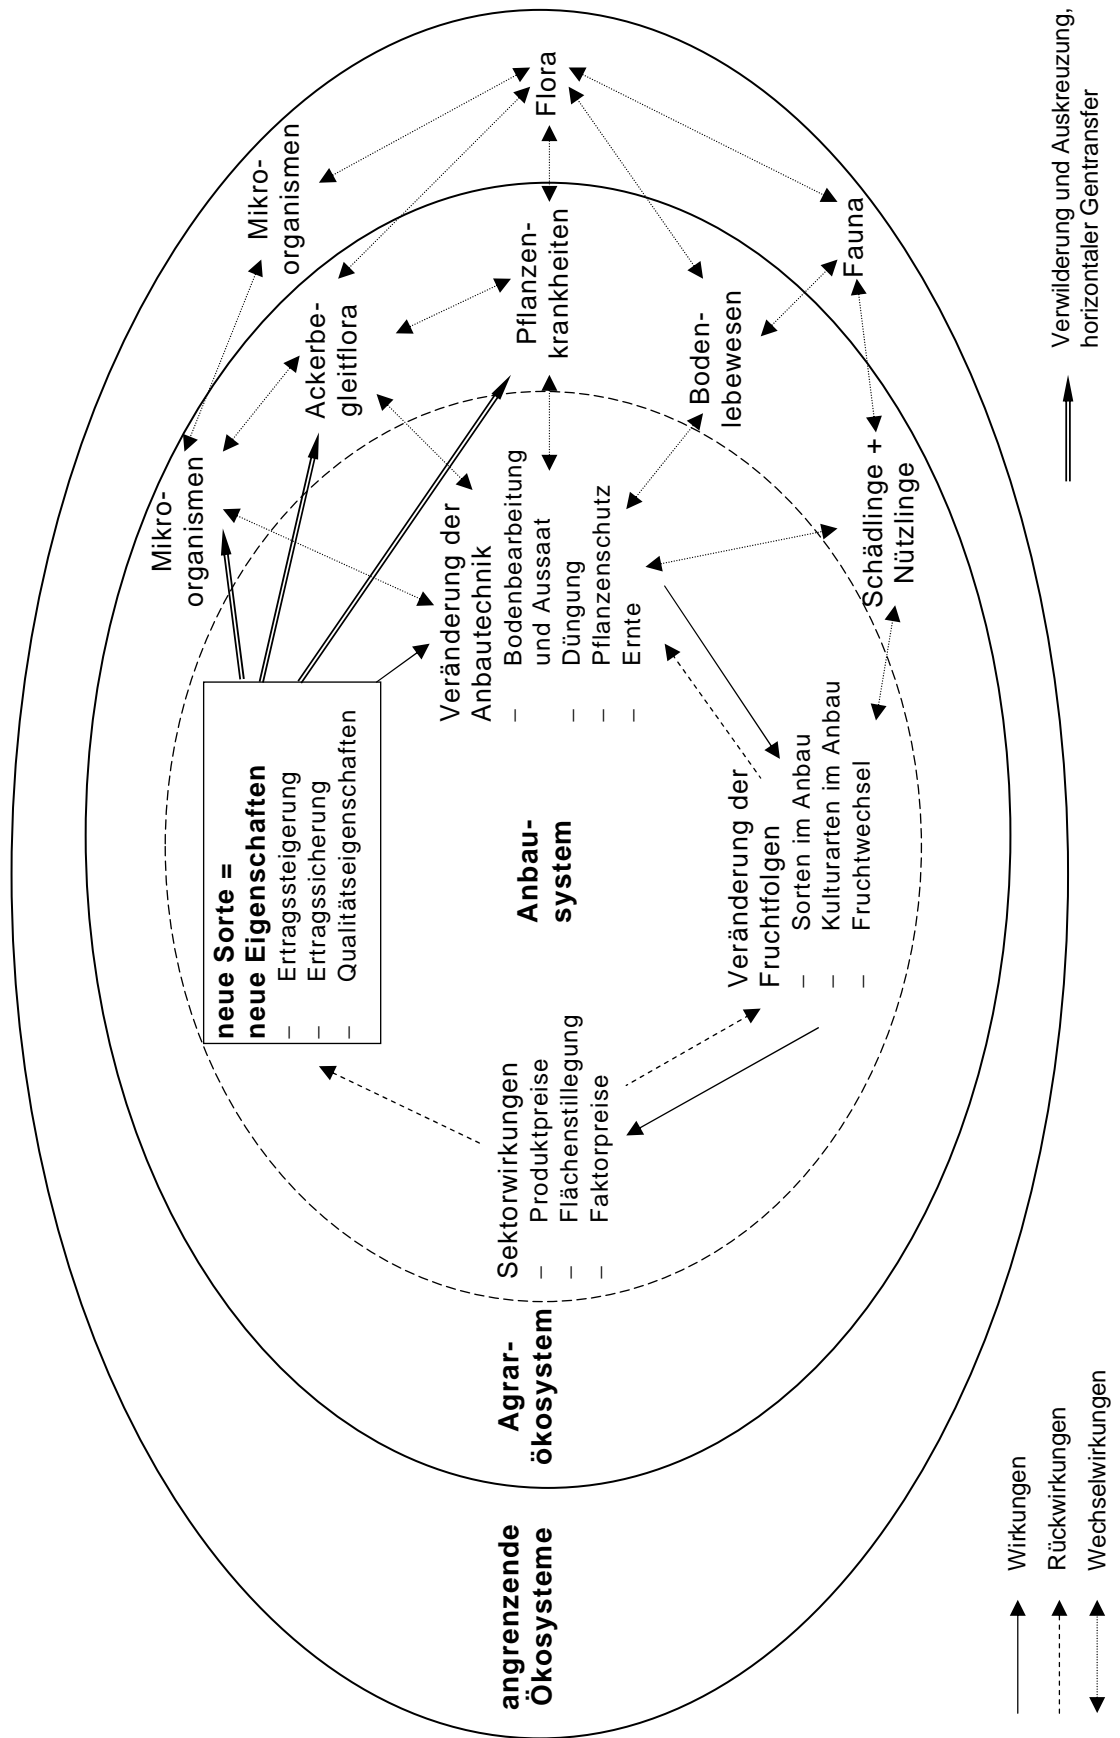 angrenzende
Ökosysteme
Agrar-
ökosystem
Anbau-
system
neue Sorte =
neue Eigenschaften
– Ertragssteigerung
– Ertragssicherung
– Qualitätseigenschaften
Sektorwirkungen
– Produktpreise
– Flächenstillegung
– Faktorpreise
Veränderung der
Fruchtfolgen
– Sorten im Anbau
– Kulturarten im Anbau
– Fruchtwechsel
Veränderung der
Anbautechnik
– Bodenbearbeitung
und Aussaat
– Düngung
– Pflanzenschutz
– Ernte
Mikro-
organismen
Ackerbe-
gleitflora
Pflanzen-
krankheiten
Boden-
lebewesen
Schädlinge +
Nützlinge
Mikro-
organismen
Flora
Fauna
Wirkungen
Rückwirkungen
Wechselwirkungen
Verwilderung und Auskreuzung,
horizontaler Gentransfer